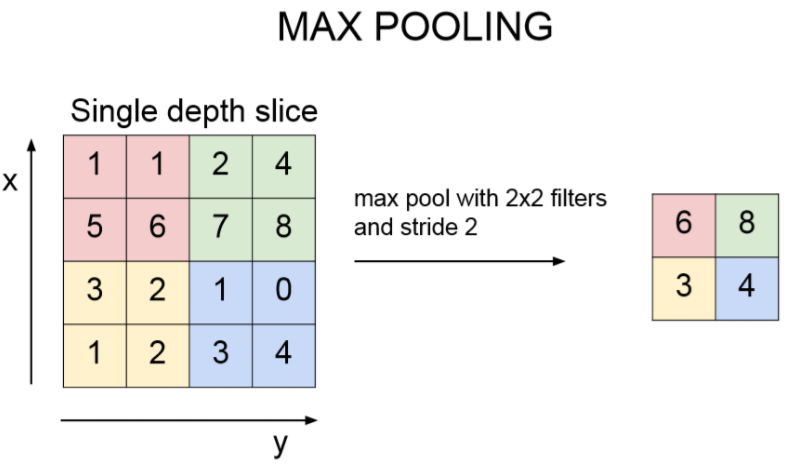 MAX POOLING
Single depth slice
x
1 1 2 4
5 6 7 8
3 2 1 0
1 2 3 4
y
max pool with 2x2 filters
and stride 2
6 8
3 4